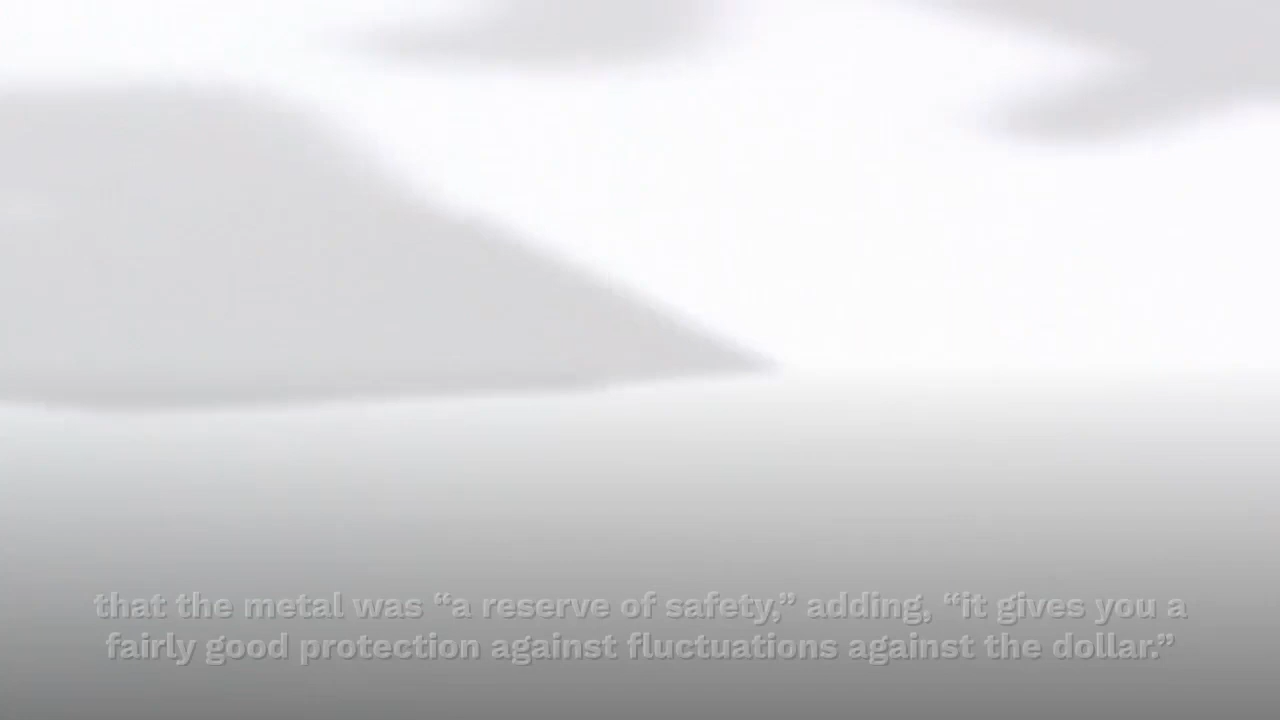 that the metal was “a reserve of safety,” adding, “it gives you a
fairly good protection against fluctuations against the dollar.”